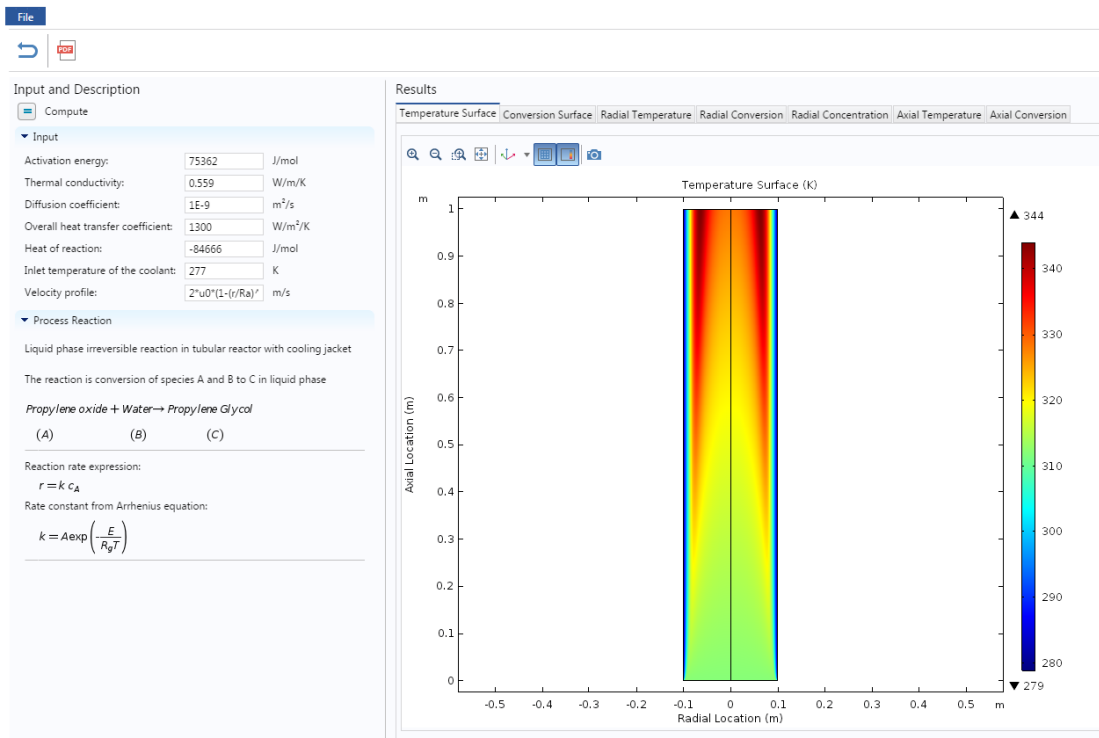 File
PDF
Input and Description
Compute
Input
Activation energy: 75362 J/mol
Thermal conductivity: 0.559 W/m/K
Diffusion coefficient: 1E-9 m²/s
Overall heat transfer coefficient: 1300 W/m²/K
Heat of reaction: -84666 J/mol
Inlet temperature of the coolant: 277 K
Velocity profile: 2*u0*(1-(r/Ra)^ m/s
Process Reaction
Liquid phase irreversible reaction in tubular reactor with cooling jacket
The reaction is conversion of species A and B to C in liquid phase
Propylene oxide + Water→ Propylene Glycol
(A) (B) (C)
Reaction rate expression:
r = k c_A
Rate constant from Arrhenius equation:
k = Aexp(-E/R_gT)
Results
Temperature Surface Conversion Surface Radial Temperature Radial Conversion Radial Concentration Axial Temperature Axial Conversion
Temperature Surface (K)
m
1
0.9
0.8
0.7
0.6
0.5
0.4
0.3
0.2
0.1
0
Axial Location (m)
-0.5 -0.4 -0.3 -0.2 -0.1 0 0.1 0.2 0.3 0.4 0.5 m
Radial Location (m)
▲ 344
340
330
320
310
300
290
280
▼ 279